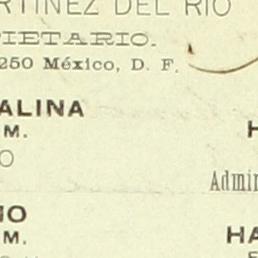 RTINEZ DEL RIO
PIETARIO.
250 México, D. F.
ALINA
M.
H
O
Admin
NO
M.
HA